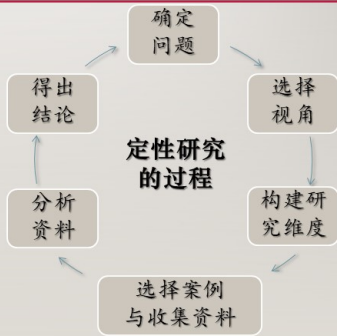 确定
问题
选择
视角
构建研
究维度
选择案例
与收集资料
分析
资料
得出
结论
定性研究
的过程